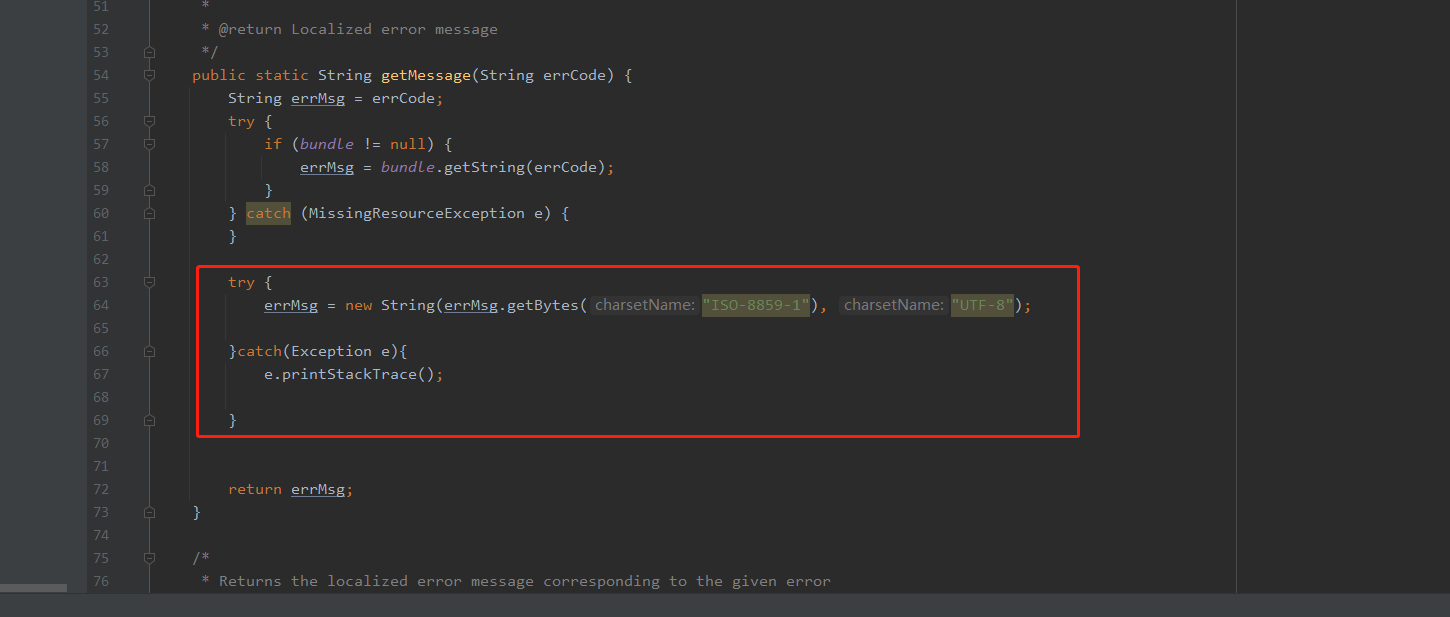 51 *
52 * @return Localized error message
53 */
54 public static String getMessage(String errCode) {
55 String errMsg = errCode;
56 try {
57 if (bundle != null) {
58 errMsg = bundle.getString(errCode);
59 }
60 } catch (MissingResourceException e) {
61 }
62
63 try {
64 errMsg = new String(errMsg.getBytes( charsetName: "ISO-8859-1"), charsetName: "UTF-8");
65
66 }catch(Exception e){
67 e.printStackTrace();
68
69 }
70
71
72 return errMsg;
73 }
74
75 /*
76 * Returns the localized error message corresponding to the given error